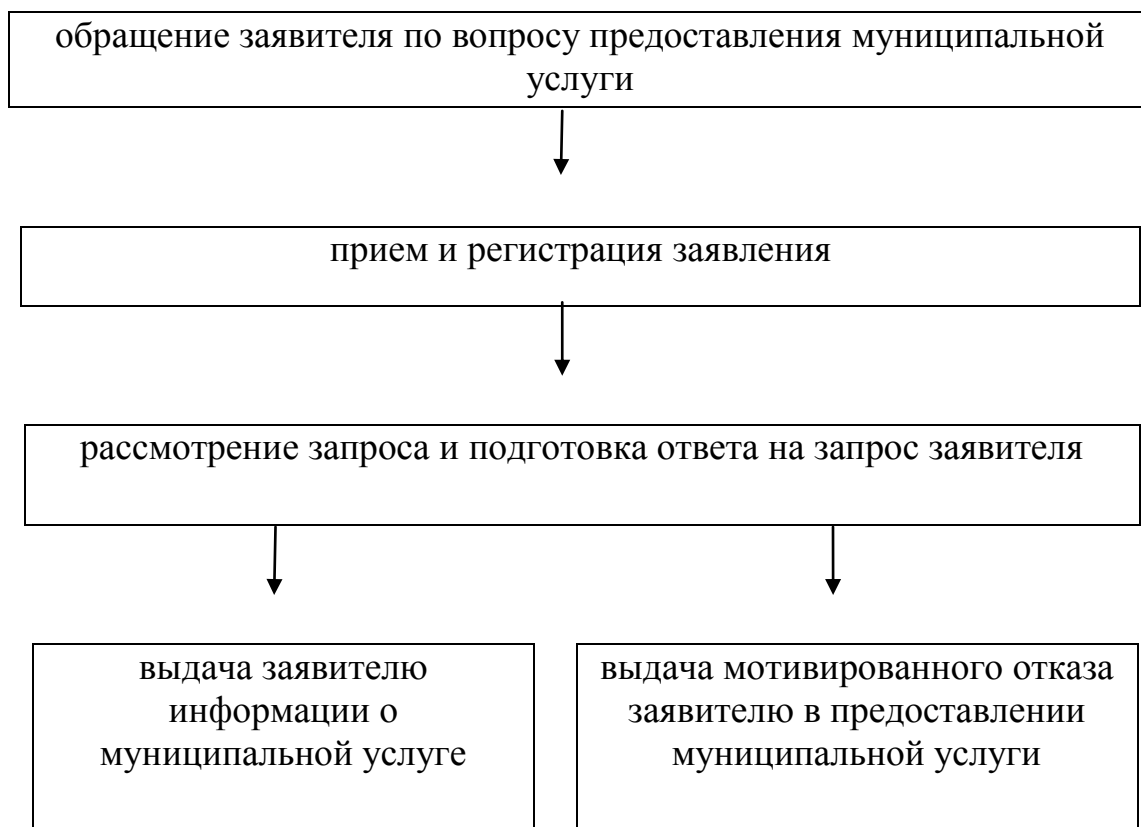 обращение заявителя по вопросу предоставления муниципальной
услуги
прием и регистрация заявления
рассмотрение запроса и подготовка ответа на запрос заявителя
выдача заявителю
информации о
муниципальной услуге
выдача мотивированного отказа
заявителю в предоставлении
муниципальной услуги